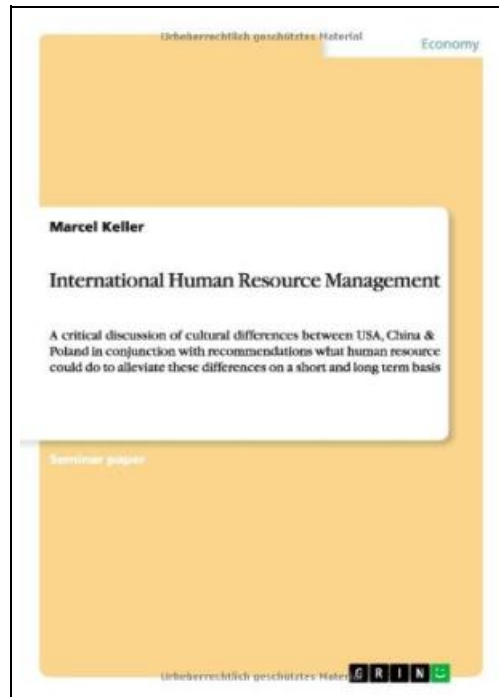 Urheberrechtlich geschütztes Material
Economy
Marcel Keller
International Human Resource Management
A critical discussion of cultural differences between USA, China &
Poland in conjunction with recommendations what human resource
could do to alleviate these differences on a short and long term basis
Seminar paper
Urheberrechtlich geschütztes Mater
GRIN